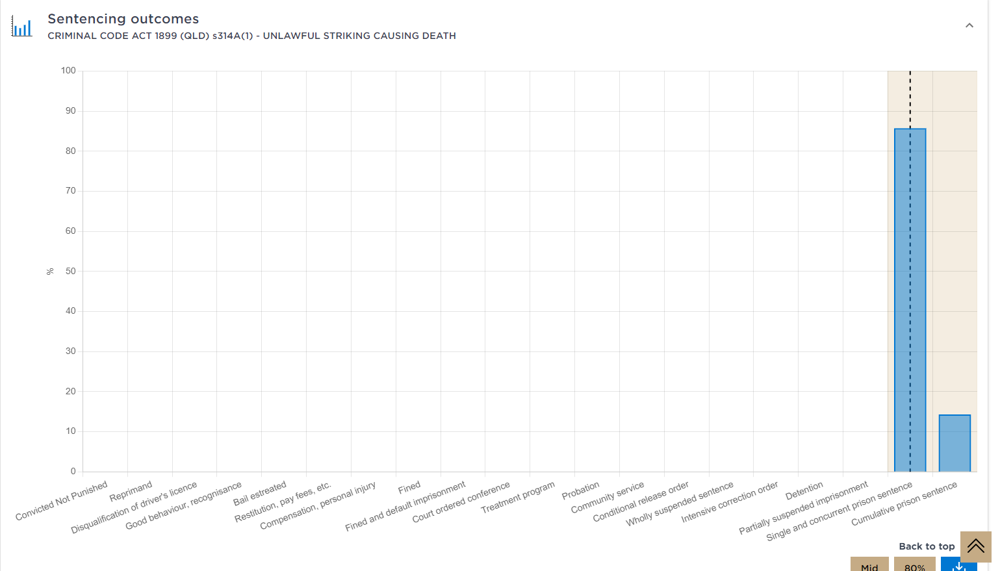 Sentencing outcomes
CRIMINAL CODE ACT 1899 (QLD) s314A(1) - UNLAWFUL STRIKING CAUSING DEATH
100
90
80
70
60
50
40
30
20
10
0
%
Convicted Not Punished
Reprimand
Disqualification of driver's licence
Good behaviour, recognisance
Bail estreated
Restitution, pay fees, etc.
Compensation, personal injury
Fined
Fined and default imprisonment
Court ordered conference
Treatment program
Probation
Community service
Conditional release order
Wholly suspended sentence
Intensive correction order
Detention
Partially suspended imprisonment
Single and concurrent prison sentence
Cumulative prison sentence
Back to top
Mid
80%